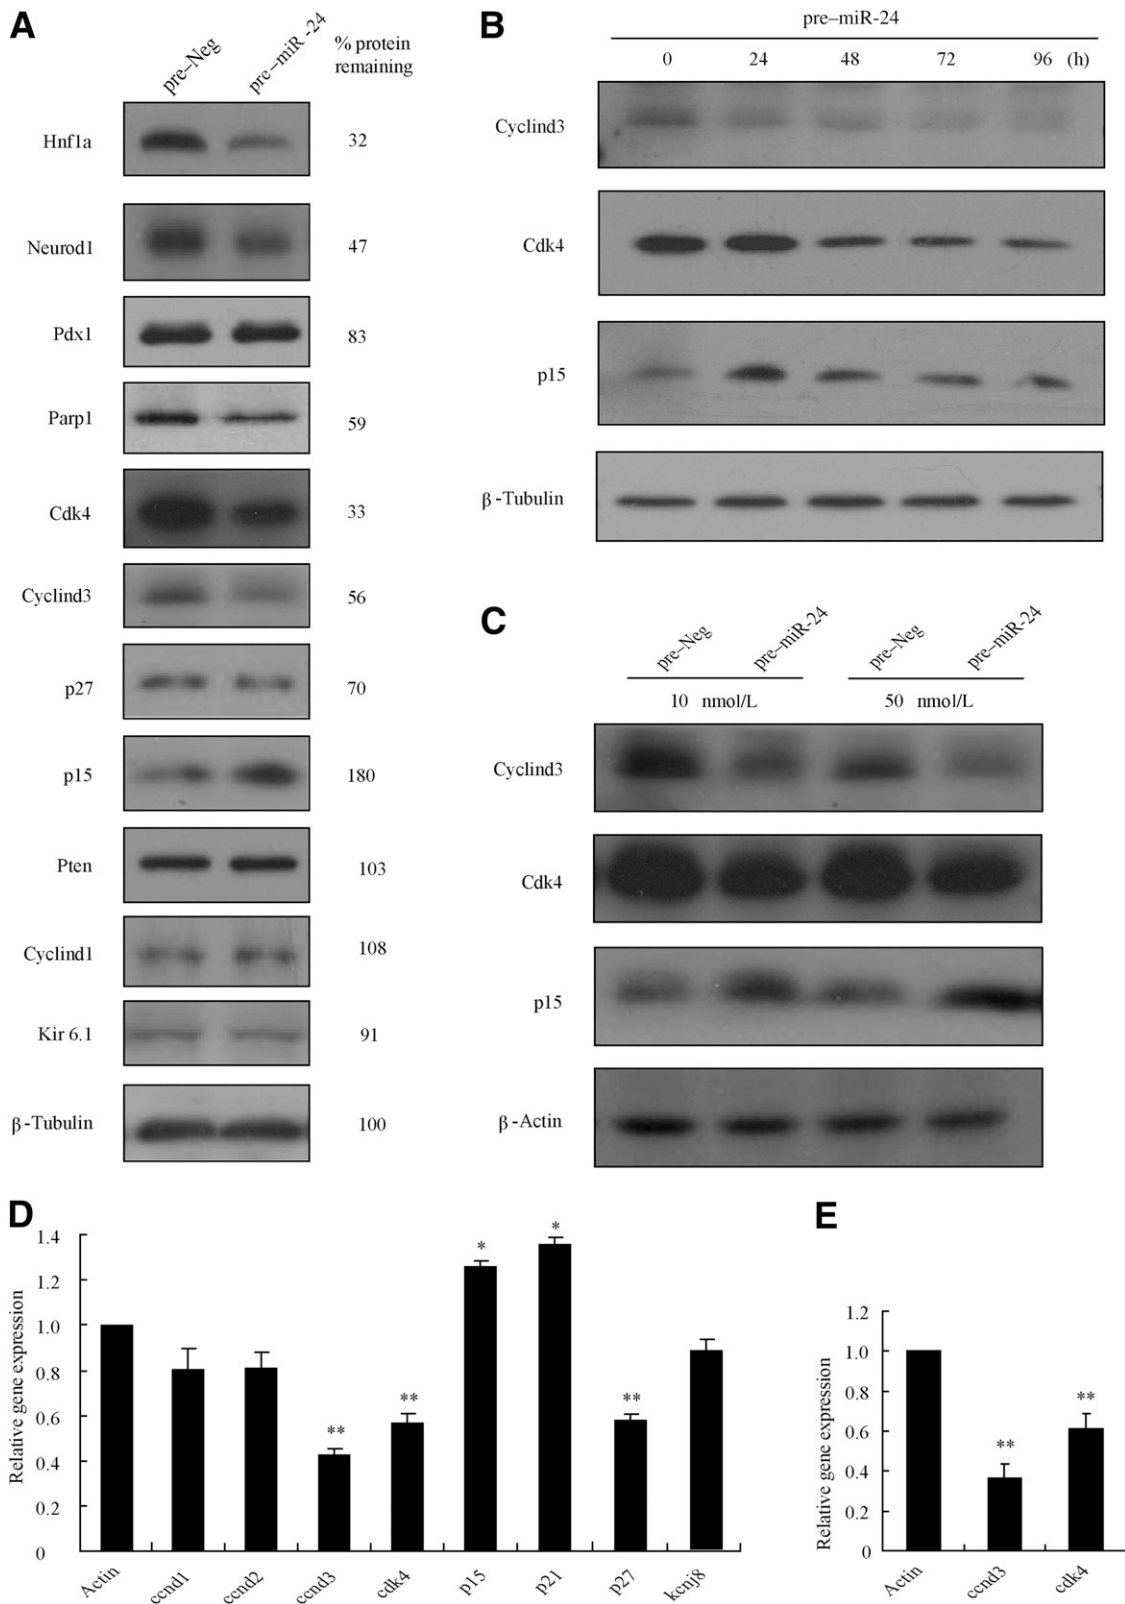 A
pre–Neg
pre–miR -24
% protein
remaining
Hnf1a
32
Neurod1
47
Pdx1
83
Parp1
59
Cdk4
33
Cyclind3
56
p27
70
p15
180
Pten
103
Cyclind1
108
Kir 6.1
91
β-Tubulin
100
B
pre–miR-24
0 24 48 72 96 (h)
Cyclind3
Cdk4
p15
β-Tubulin
C
pre–Neg
pre–miR-24
pre–Neg
pre–miR-24
10 nmol/L
50 nmol/L
Cyclind3
Cdk4
p15
β-Actin
D
Relative gene expression
1.4
1.2
1.0
0.8
0.6
0.4
0.2
0
**
**
*
*
**
Actin
ccnd1
ccnd2
ccnd3
cdk4
p15
p21
p27
kcnj8
E
Relative gene expression
1.2
1.0
0.8
0.6
0.4
0.2
0
**
**
Actin
ccnd3
cdk4